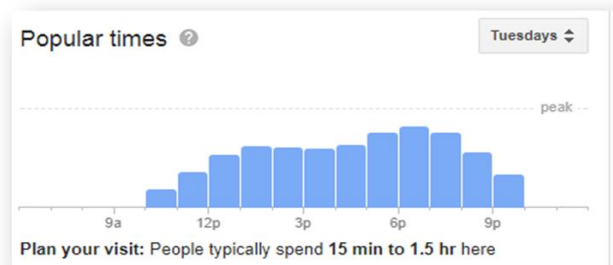 Popular times ?
Tuesdays
peak
9a 12p 3p 6p 9p
Plan your visit: People typically spend 15 min to 1.5 hr here